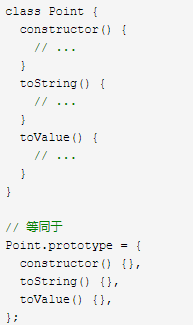 class Point {
  constructor() {
    // ...
  }
  toString() {
    // ...
  }
  toValue() {
    // ...
  }
}
// 等同于
Point.prototype = {
  constructor() {},
  toString() {},
  toValue() {},
};